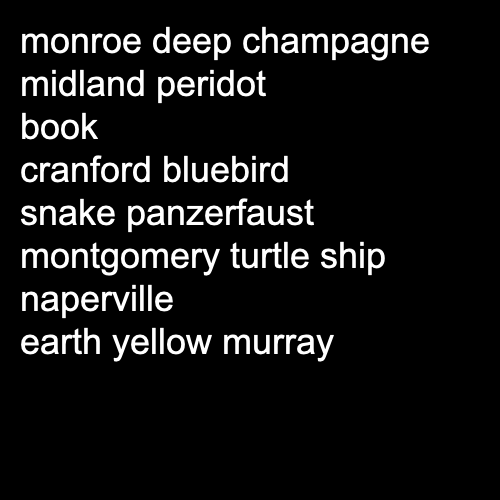 monroe deep champagne
midland peridot
book
cranford bluebird
snake panzerfaust
montgomery turtle ship
naperville
earth yellow murray